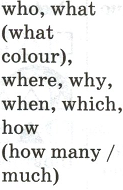 who, what
(what
colour),
where, why,
when, which,
how
(how many /
much)